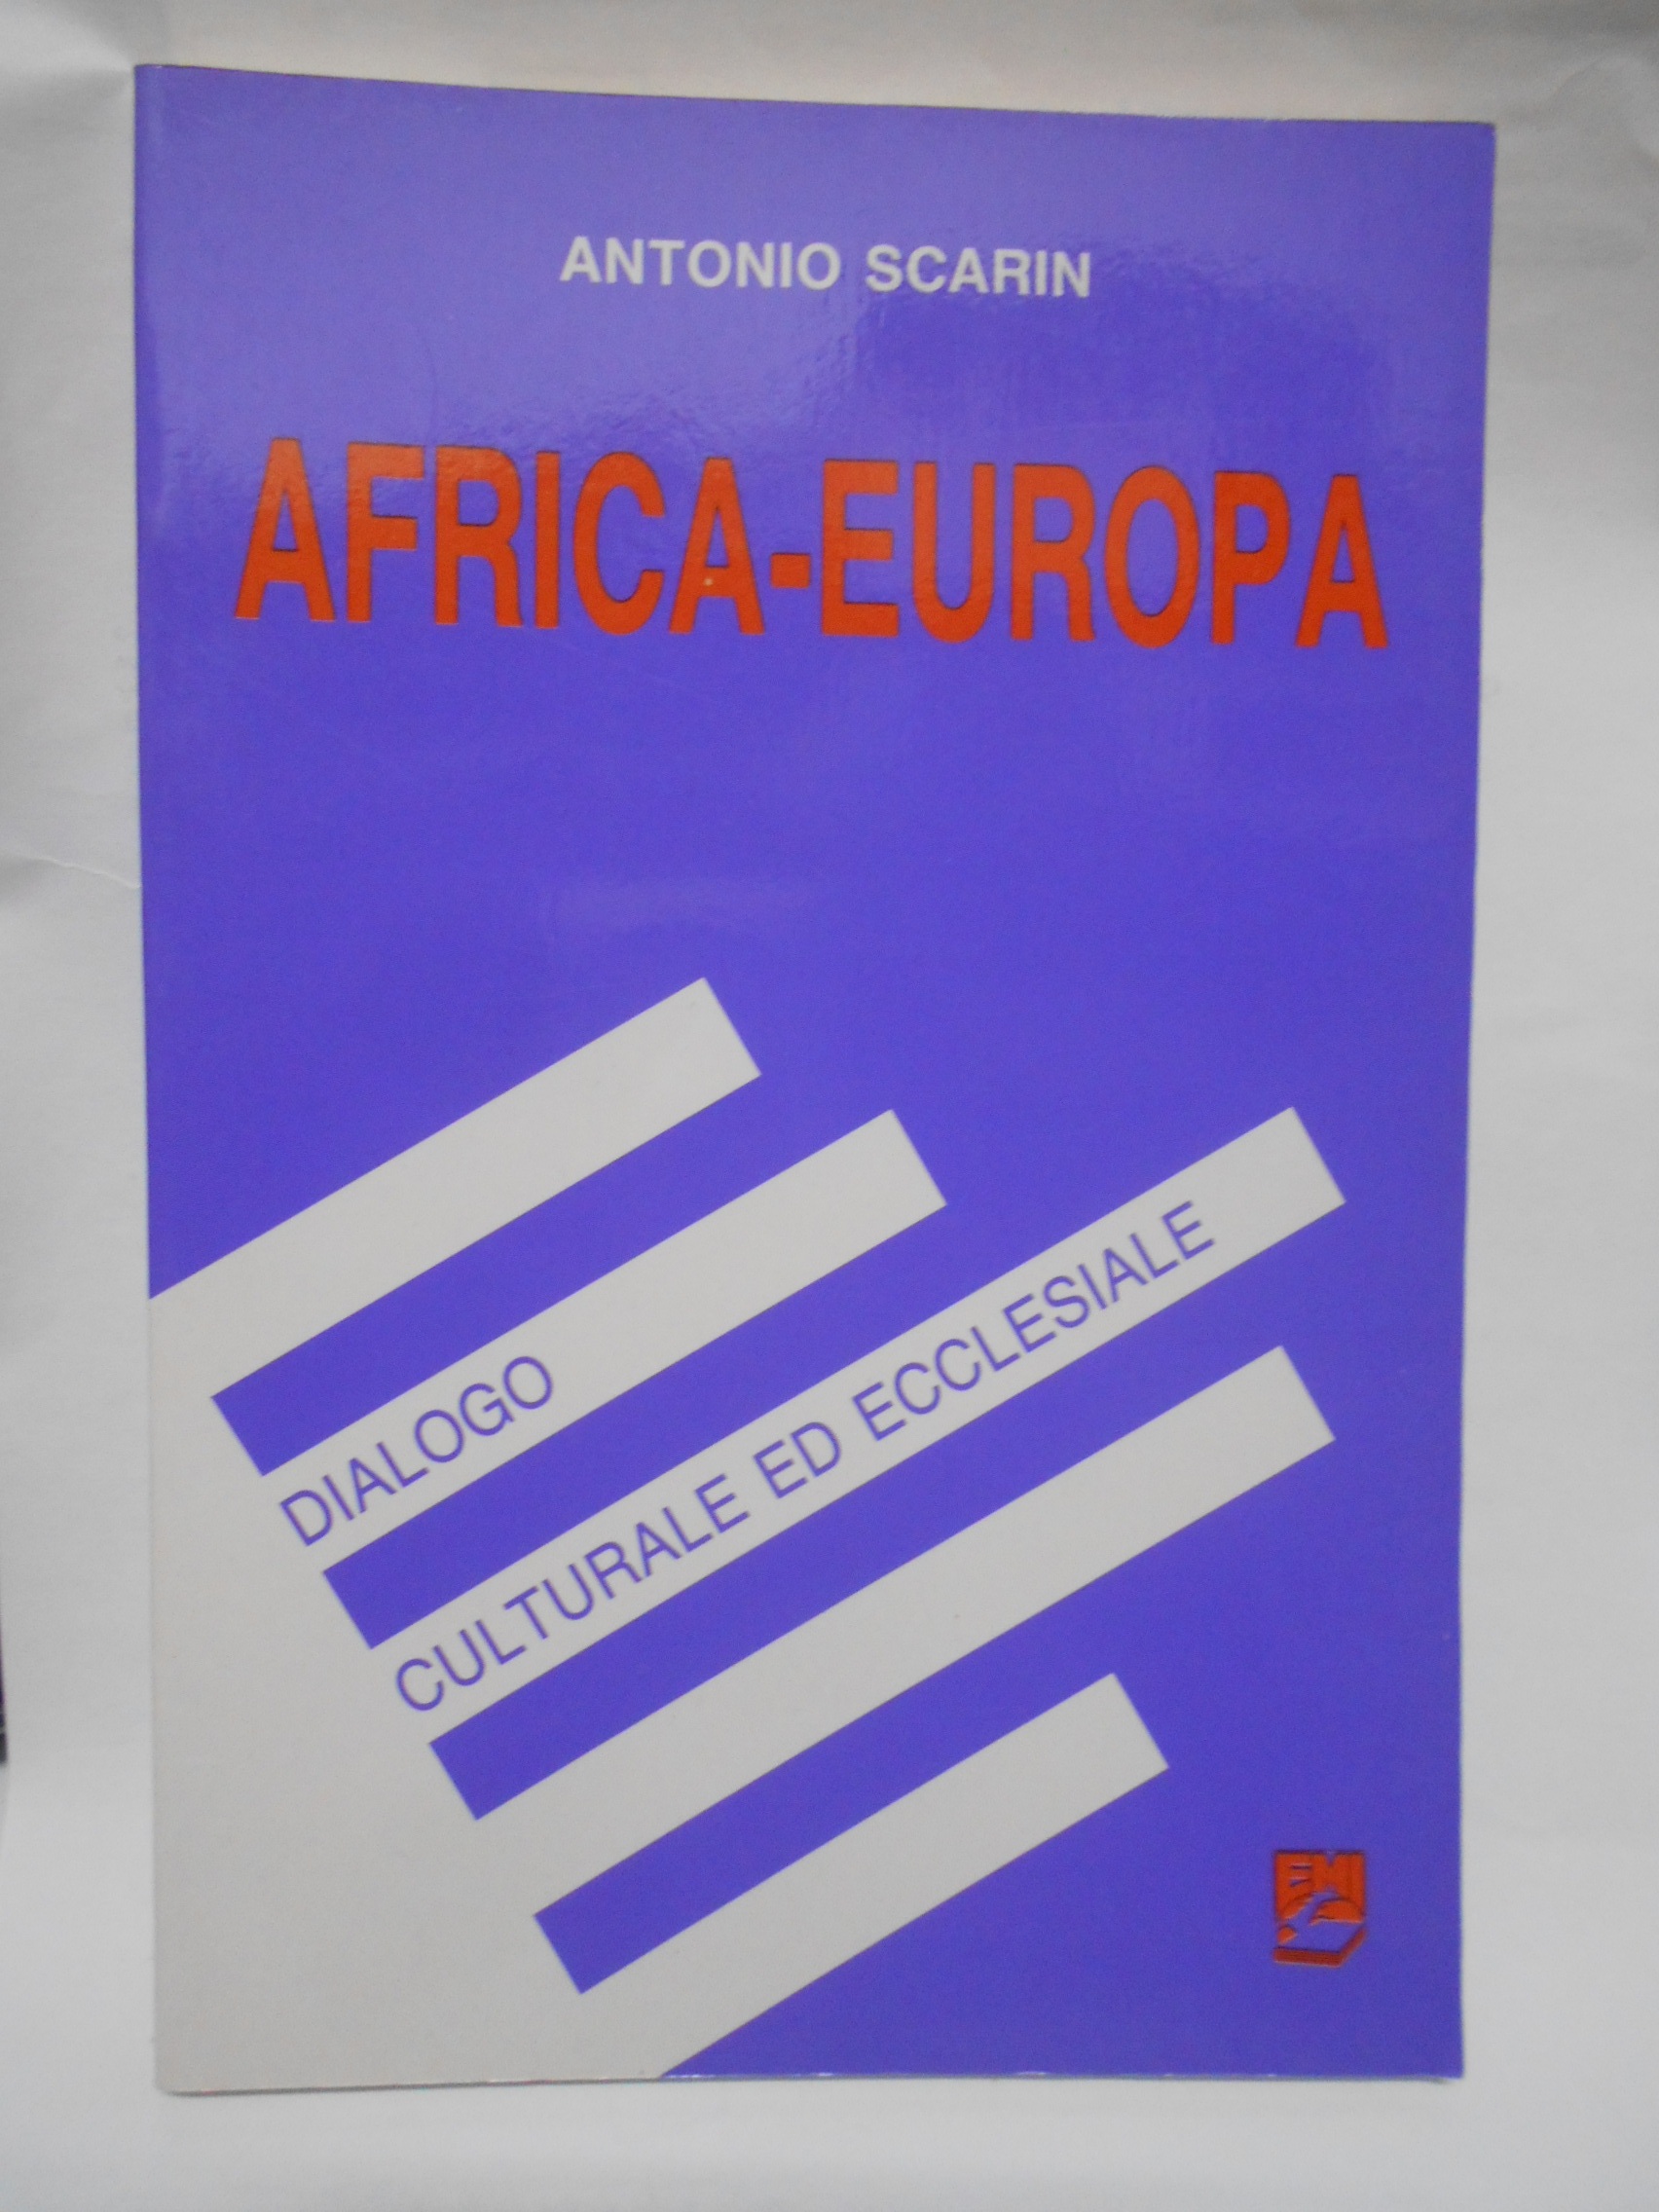 ANTONIO SCARIN
AFRICA-EUROPA
DIALOGO
CULTURALE ED ECCLESIALE
EMI